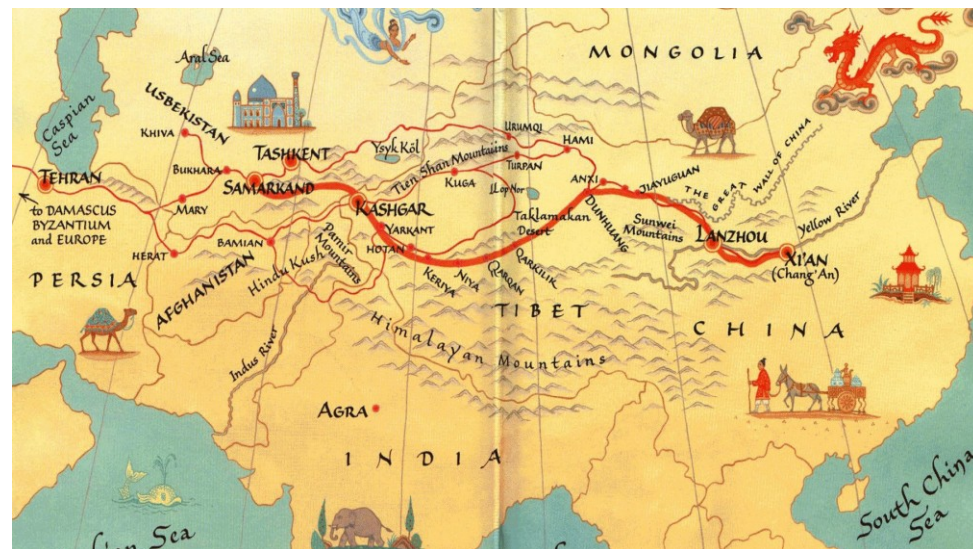 MONGOLIA
Aral Sea
Caspian
Sea
USBEKISTAN
KHIVA
TASHKENT
Ysyk Köl
URUMQI
HAMI
Tien Shan Mountains
TURPAN
BUKHARA
SAMARKAND
KUGA
Lop Nor
ANXI
JIAYUGUAN
THE GREAT WALL OF CHINA
TEHRAN
to DAMASCUS
BYZANTIUM
and EUROPE
MARY
KASHGAR
YARKANT
Taklamakan
Desert
DUNHUANG
Sunwei
Mountains
LANZHOU
Yellow River
XI'AN
(Chang'An)
HERAT
BAMIAN
Pamir
Mountains
HOTAN
KERIYA
NIYA
QARQAN
QARKILIK
PERSIA
AFGHANISTAN
Hindu Kush
TIBET
CHINA
Himalayan Mountains
Indus River
AGRA
INDIA
Sea
South China
Sea